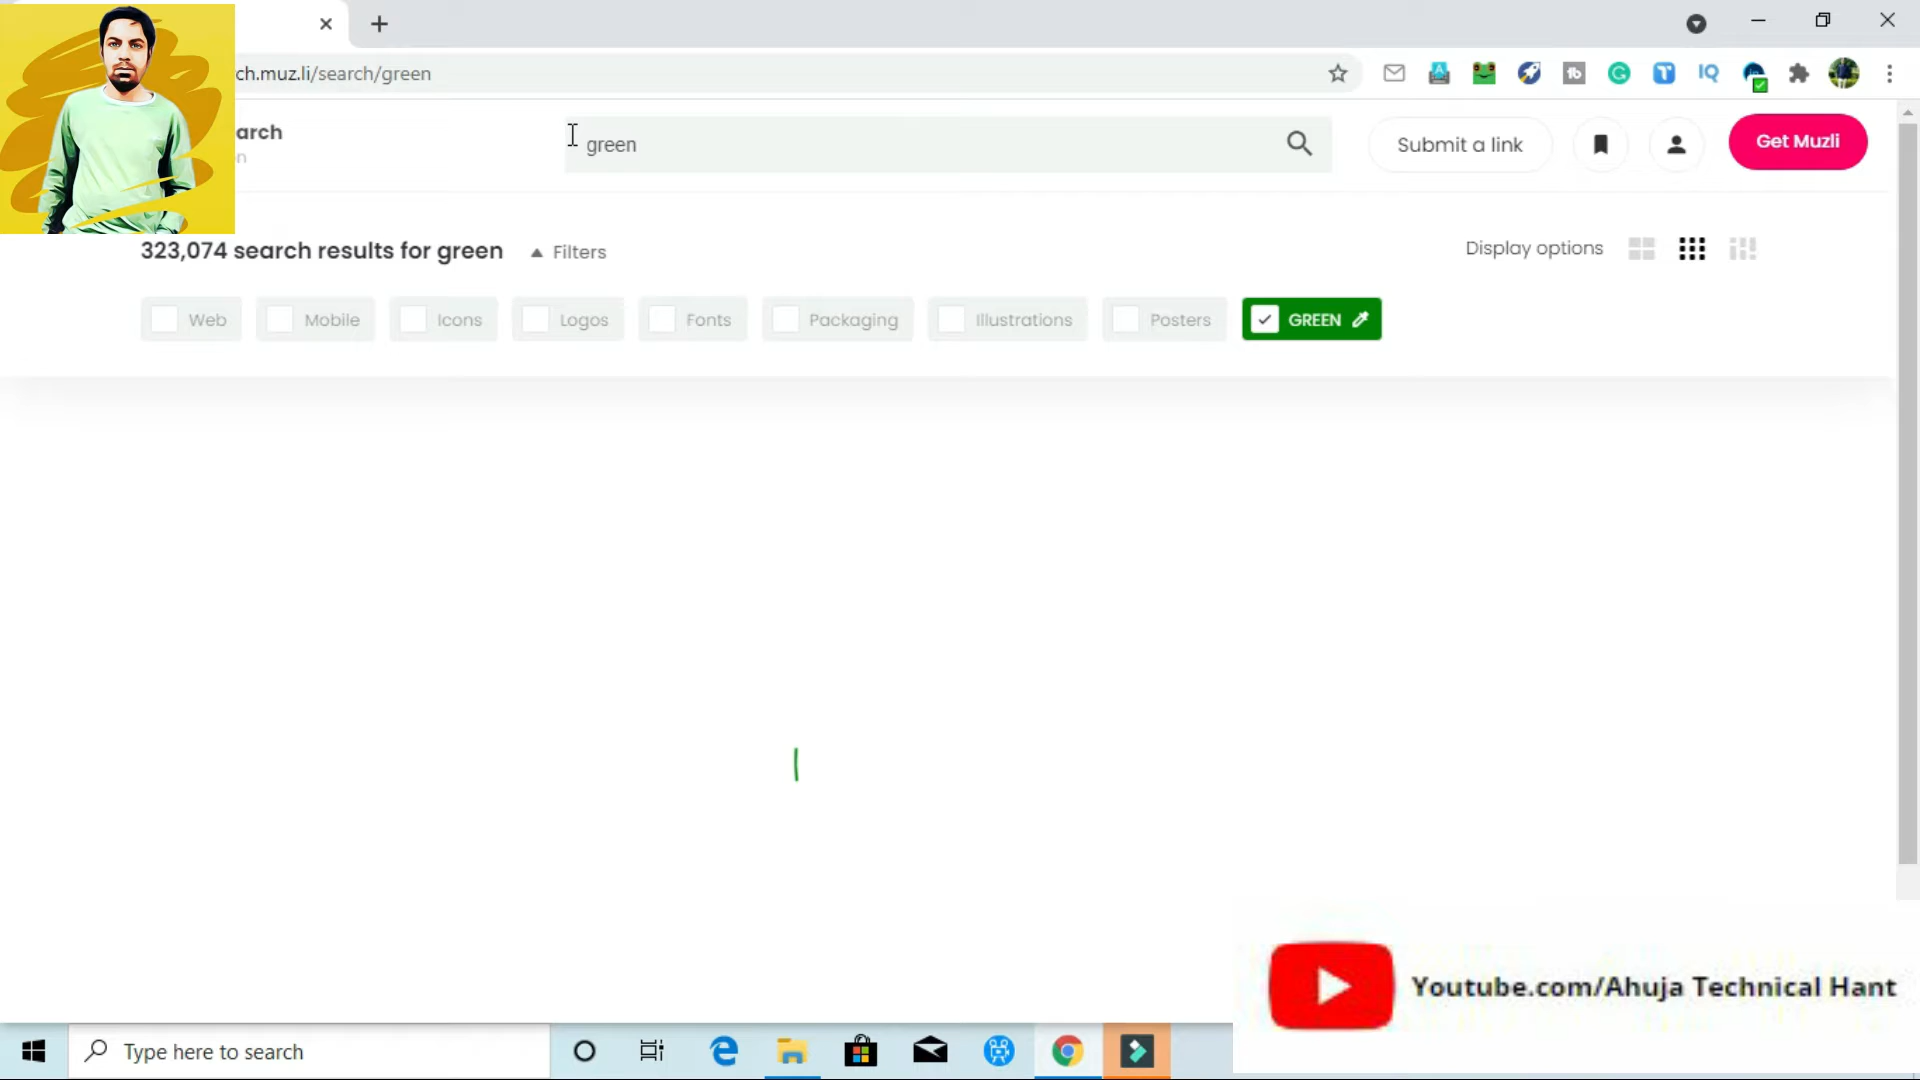 ch.muz.li/search/green
arch
n
green
Submit a link
Get Muzli
323,074 search results for green
Filters
Display options
Web
Mobile
Icons
Logos
Fonts
Packaging
Illustrations
Posters
GREEN
Youtube.com/Ahuja Technical Hant
Type here to search